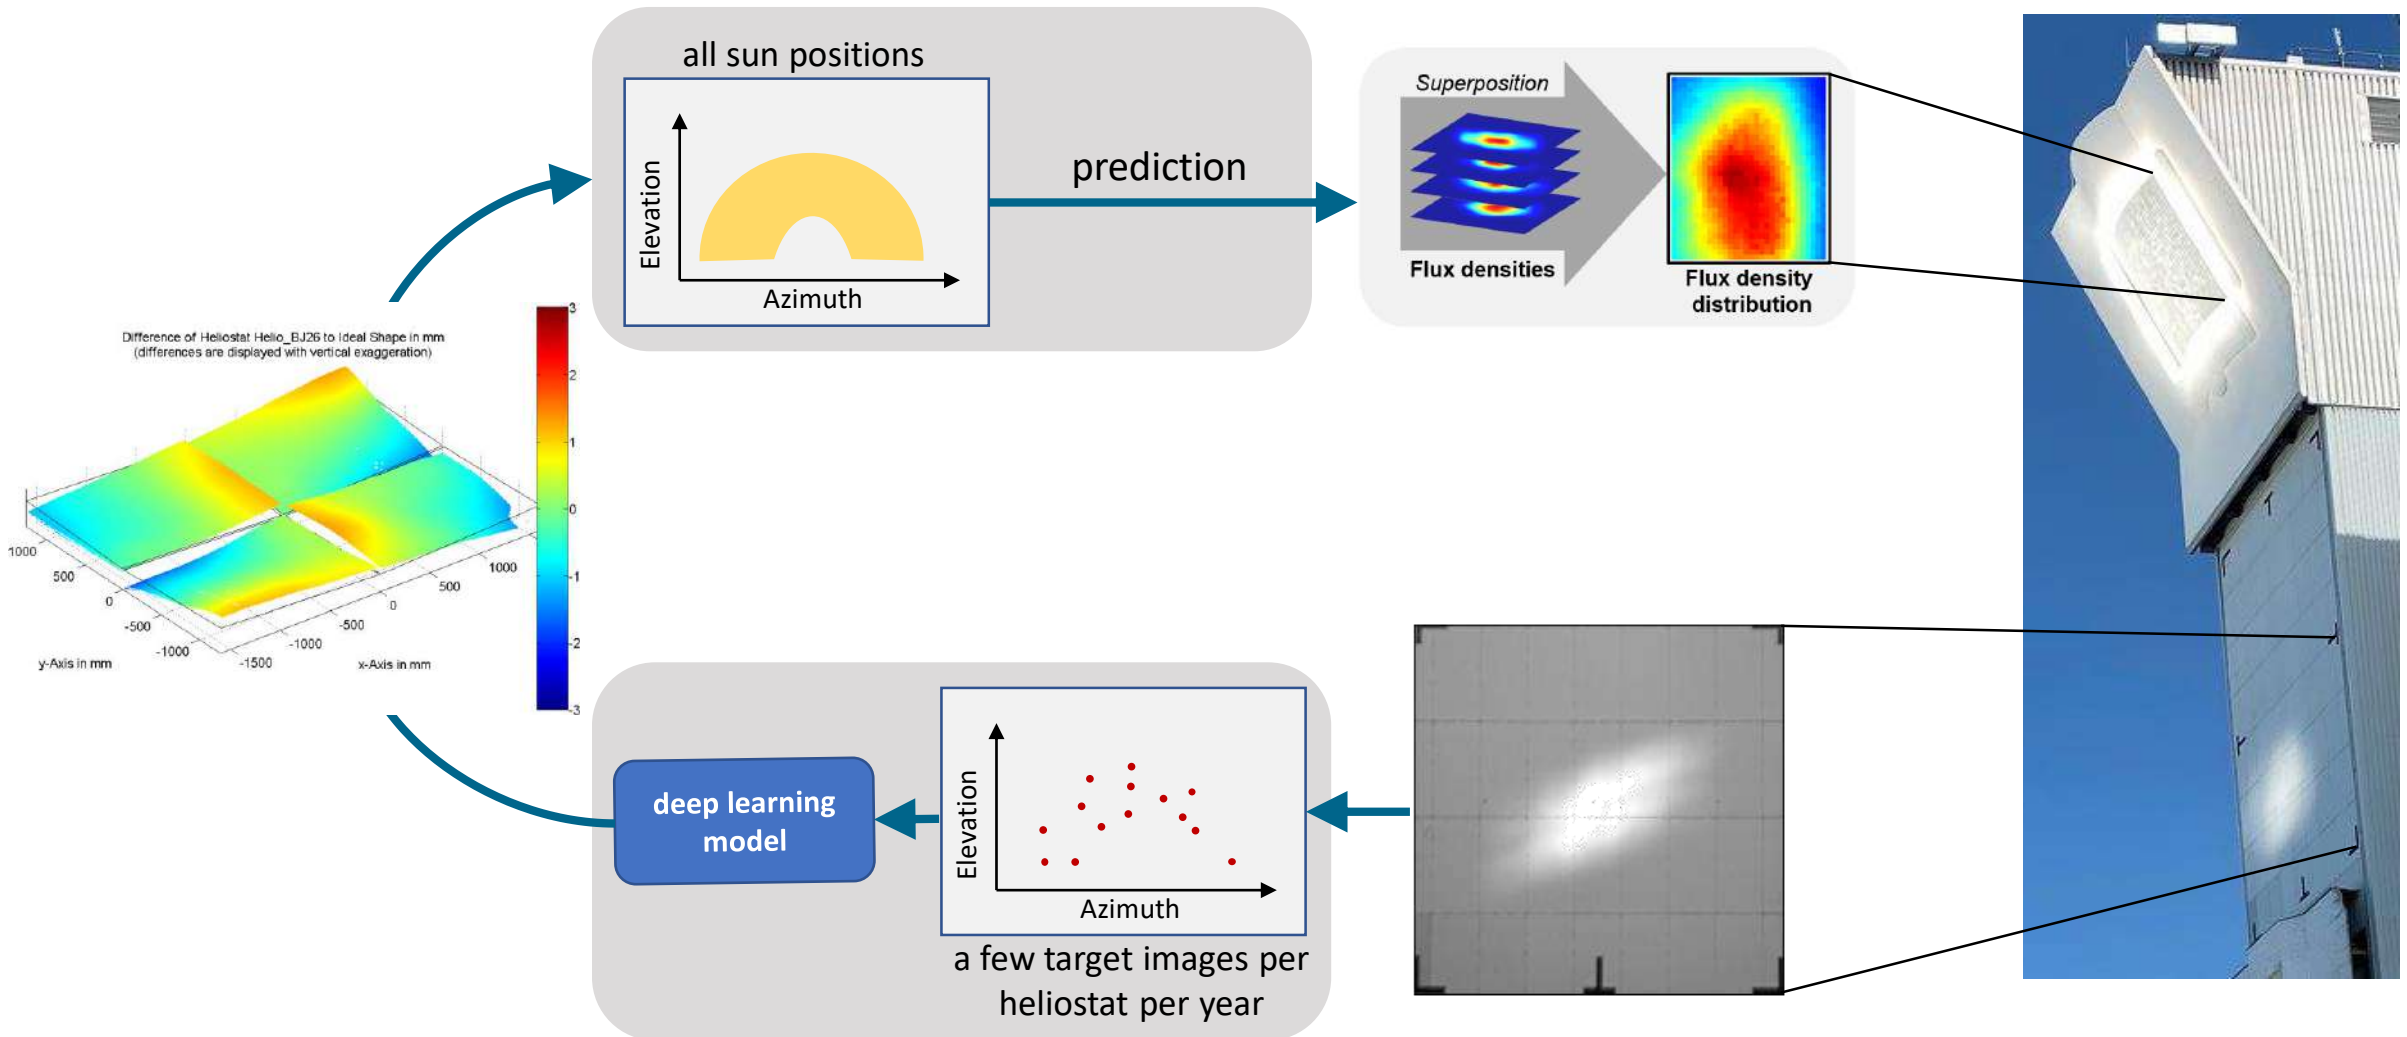 all sun positions
Elevation
Azimuth
prediction
Superposition
Flux densities
Flux density
distribution
Difference of Heliostat Helio_BJ26 to Ideal Shape in mm
(differences are displayed with vertical exaggeration)
3
2
1
0
-1
-2
-3
1000
500
0
-500
-1000
y-Axis in mm
-1500
-1000
-500
0
500
1000
x-Axis in mm
deep learning
model
Elevation
Azimuth
a few target images per
heliostat per year